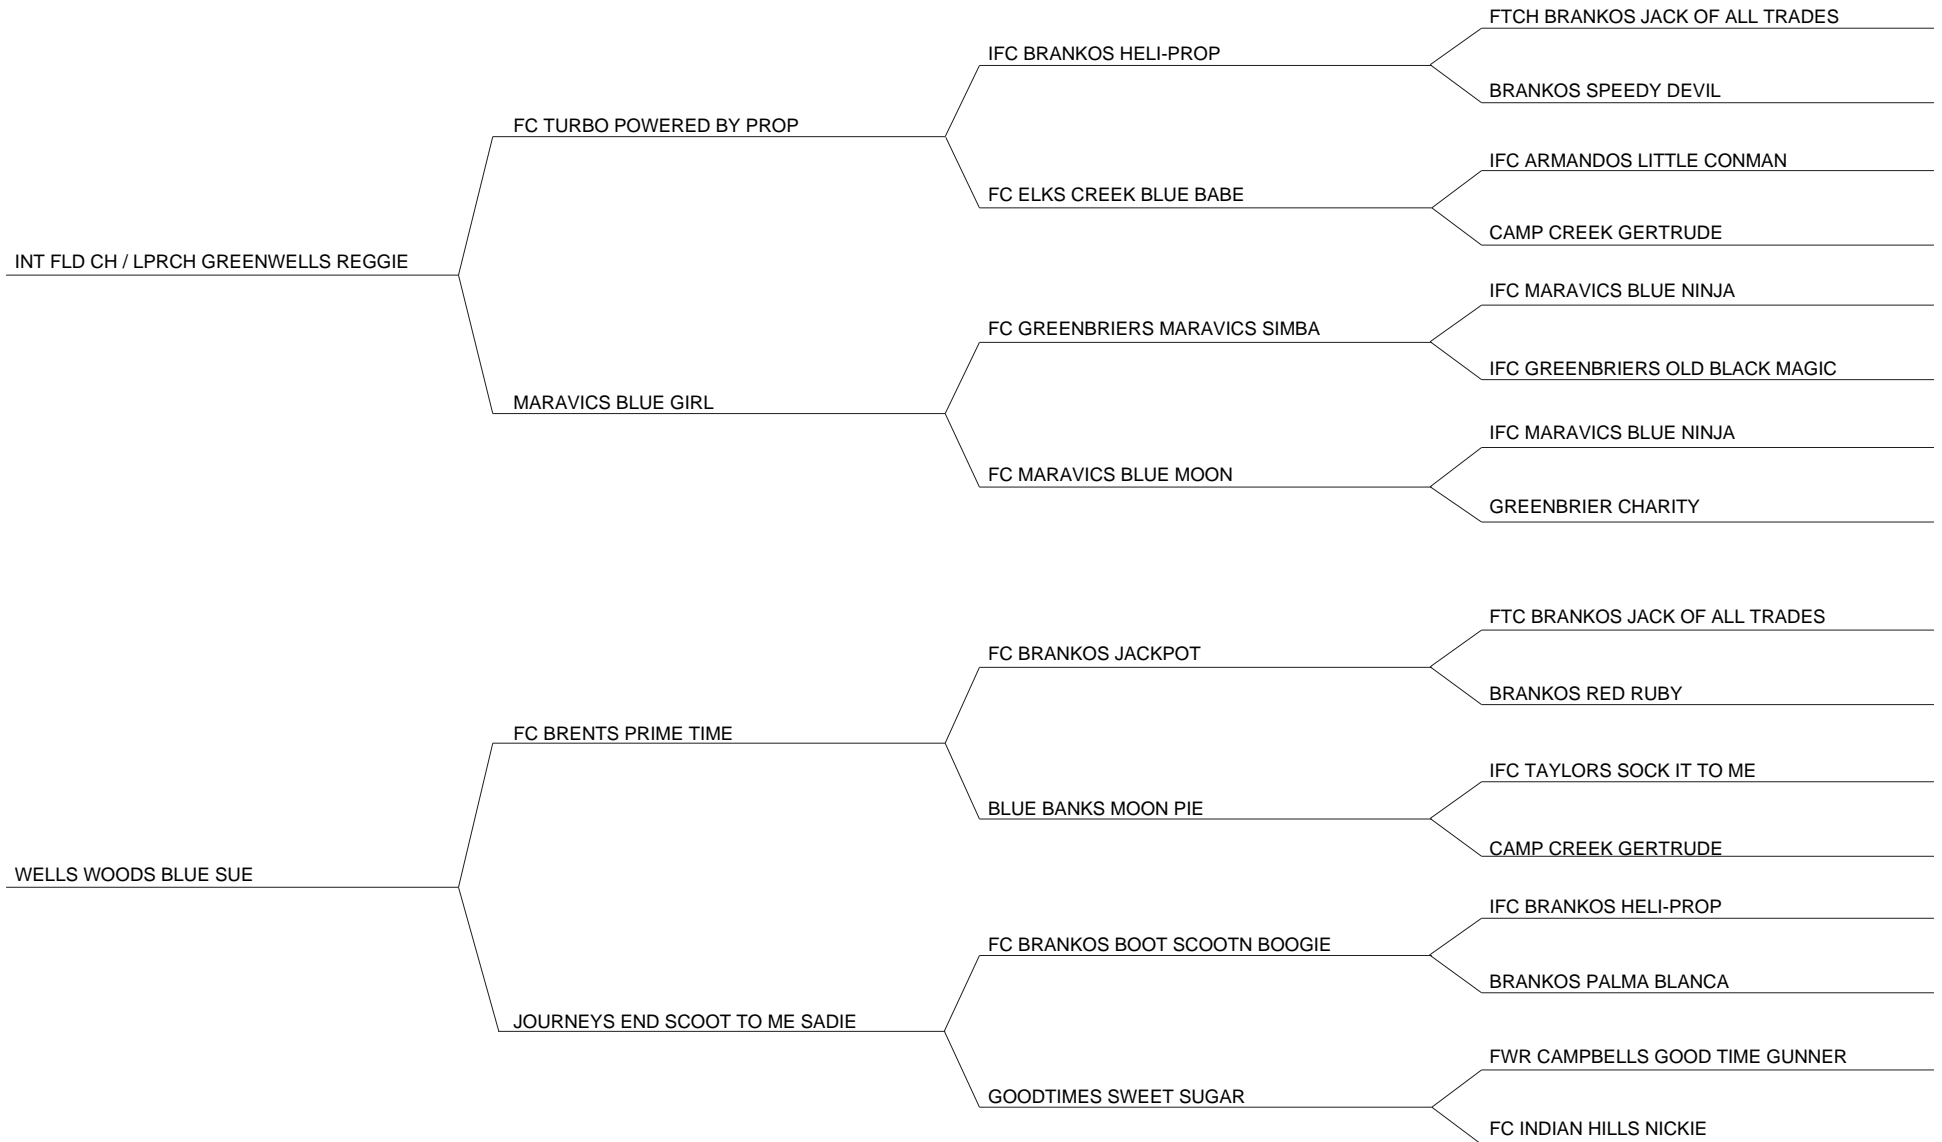 FTCH BRANKOS JACK OF ALL TRADES
IFC BRANKOS HELI-PROP
BRANKOS SPEEDY DEVIL
FC TURBO POWERED BY PROP
IFC ARMANDOS LITTLE CONMAN
FC ELKS CREEK BLUE BABE
CAMP CREEK GERTRUDE
INT FLD CH / LPRCH GREENWELLS REGGIE
IFC MARAVICS BLUE NINJA
FC GREENBRIERS MARAVICS SIMBA
IFC GREENBRIERS OLD BLACK MAGIC
MARAVICS BLUE GIRL
IFC MARAVICS BLUE NINJA
FC MARAVICS BLUE MOON
GREENBRIER CHARITY
FTC BRANKOS JACK OF ALL TRADES
FC BRANKOS JACKPOT
BRANKOS RED RUBY
FC BRENTS PRIME TIME
IFC TAYLORS SOCK IT TO ME
BLUE BANKS MOON PIE
CAMP CREEK GERTRUDE
WELLS WOODS BLUE SUE
IFC BRANKOS HELI-PROP
FC BRANKOS BOOT SCOOTN BOOGIE
BRANKOS PALMA BLANCA
JOURNEYS END SCOOT TO ME SADIE
FWR CAMPBELLS GOOD TIME GUNNER
GOODTIMES SWEET SUGAR
FC INDIAN HILLS NICKIE